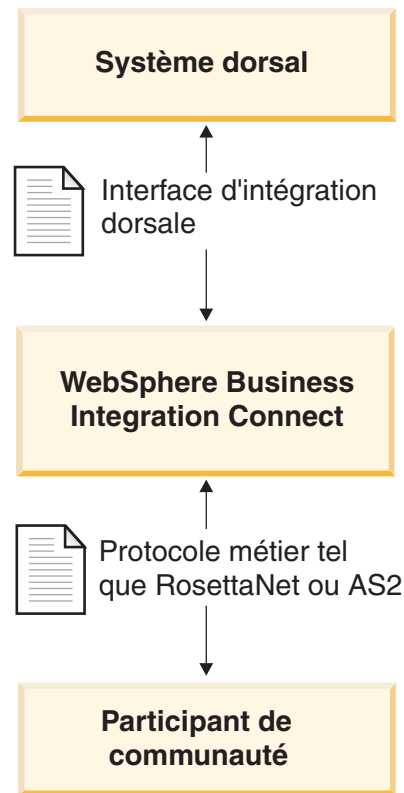 Système dorsal
Interface d'intégration
dorsale
WebSphere Business
Integration Connect
Protocole métier tel
que RosettaNet ou AS2
Participant de
communauté